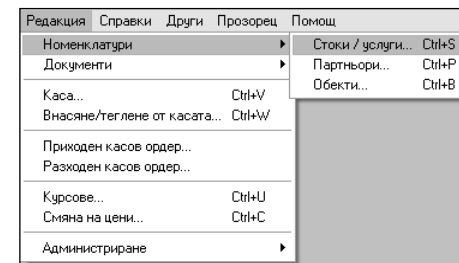 Редакция Справки Други Прозорец Помощ
Номенклатури
Документи
Каса... Ctrl+V
Внасяне/теглене от касата... Ctrl+W
Приходен касов ордер...
Разходен касов ордер...
Курсове... Ctrl+U
Смяна на цени... Ctrl+C
Администриране
Стоки / услуги... Ctrl+S
Партньори... Ctrl+P
Обекти... Ctrl+B